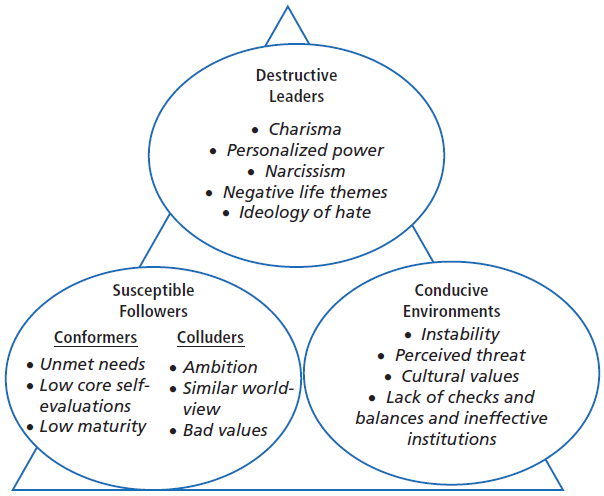 Destructive
Leaders
• Charisma
• Personalized power
• Narcissism
• Negative life themes
• Ideology of hate
Susceptible
Followers
Conformers
• Unmet needs
• Low core self-
evaluations
• Low maturity
Colluders
• Ambition
• Similar world-
view
• Bad values
Conducive
Environments
• Instability
• Perceived threat
• Cultural values
• Lack of checks and
balances and ineffective
institutions